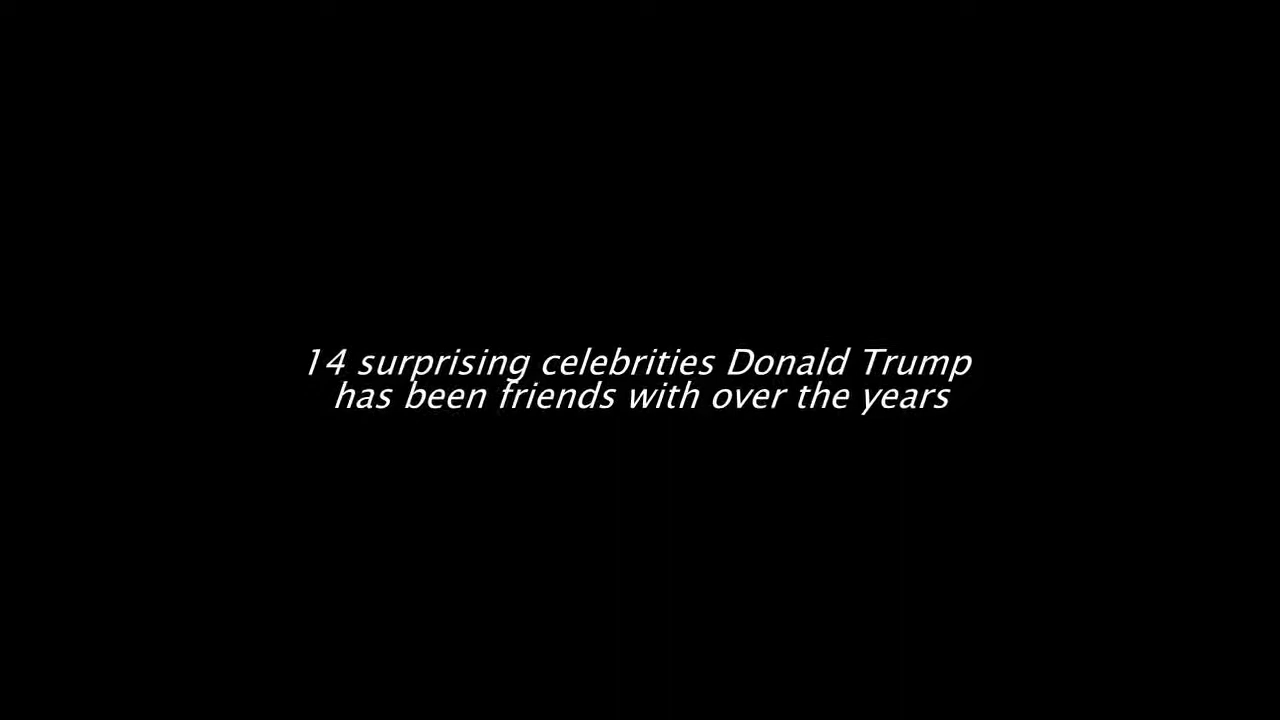 14 surprising celebrities Donald Trump
has been friends with over the years